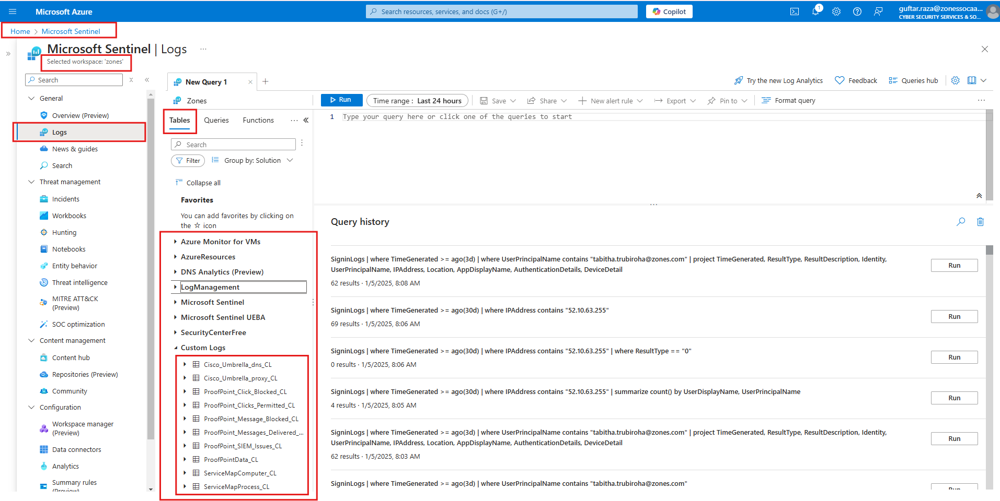 Microsoft Azure
Search resources, services, and docs (G+/)
Copilot
1
guftar.raza@zonessocaa...
CYBER SECURITY SERVICES & SO...
Home > Microsoft Sentinel
Microsoft Sentinel | Logs ...
Selected workspace: 'zones'
Search
General
Overview (Preview)
Logs
News & guides
Search
Threat management
Incidents
Workbooks
Hunting
Notebooks
Entity behavior
Threat intelligence
MITRE ATT&CK
(Preview)
SOC optimization
Content management
Content hub
Repositories (Preview)
Community
Configuration
Workspace manager
(Preview)
Data connectors
Analytics
Summary rules
(Preview)
New Query 1
Try the new Log Analytics
Feedback
Queries hub
Zones
Run
Time range : Last 24 hours
Save
Share
New alert rule
Export
Pin to
Format query
Tables
Queries
Functions
Search
Filter
Group by: Solution
Collapse all
Favorites
You can add favorites by clicking on
the ☆ icon
Azure Monitor for VMs
AzureResources
DNS Analytics (Preview)
LogManagement
Microsoft Sentinel
Microsoft Sentinel UEBA
SecurityCenterFree
Custom Logs
Cisco_Umbrella_dns_CL
Cisco_Umbrella_proxy_CL
ProofPoint_Click_Blocked_CL
ProofPoint_Clicks_Permitted_CL
ProofPoint_Message_Blocked_CL
ProofPoint_Messages_Delivered_...
ProofPoint_SIEM_Issues_CL
ProofPointData_CL
ServiceMapComputer_CL
ServiceMapProcess_CL
1 Type your query here or click one of the queries to start
Query history
SigninLogs | where TimeGenerated >= ago(3d) | where UserPrincipalName contains "tabitha.trubiroha@zones.com" | project TimeGenerated, ResultType, ResultDescription, Identity,
UserPrincipalName, IPAddress, Location, AppDisplayName, AuthenticationDetails, DeviceDetail
62 results · 1/5/2025, 8:08 AM
Run
SigninLogs | where TimeGenerated >= ago(30d) | where IPAddress contains "52.10.63.255"
69 results · 1/5/2025, 8:06 AM
Run
SigninLogs | where TimeGenerated >= ago(30d) | where IPAddress contains "52.10.63.255" | where ResultType == "0"
0 results · 1/5/2025, 8:06 AM
Run
SigninLogs | where TimeGenerated >= ago(30d) | where IPAddress contains "52.10.63.255" | summarize count() by UserDisplayName, UserPrincipalName
4 results · 1/5/2025, 8:05 AM
Run
SigninLogs | where TimeGenerated >= ago(3d) | where UserPrincipalName contains "tabitha.trubiroha@zones.com" | project TimeGenerated, ResultType, ResultDescription, Identity,
UserPrincipalName, IPAddress, Location, AppDisplayName, AuthenticationDetails, DeviceDetail
62 results · 1/5/2025, 8:03 AM
Run
SigninLogs | where TimeGenerated >= ago(3d) | where UserPrincipalName contains "tabitha.trubiroha@zones.com"
Run